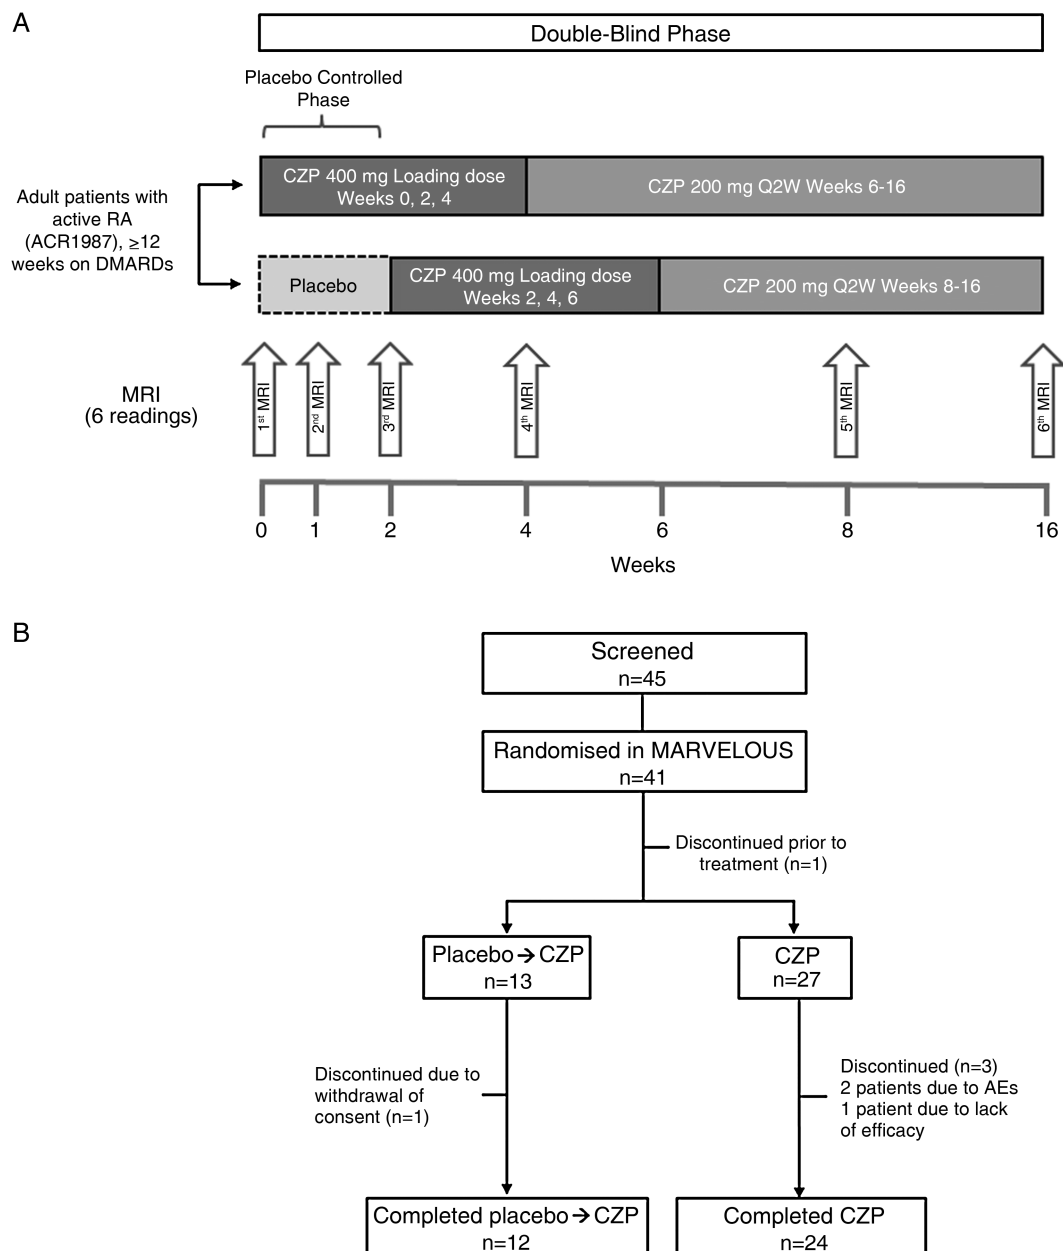 A
Double-Blind Phase
Placebo Controlled
Phase
CZP 400 mg Loading dose
Weeks 0, 2, 4
CZP 200 mg Q2W Weeks 6-16
Adult patients with
active RA
(ACR1987), ≥12
weeks on DMARDs
Placebo
CZP 400 mg Loading dose
Weeks 2, 4, 6
CZP 200 mg Q2W Weeks 8-16
MRI
(6 readings)
1st MRI
2nd MRI
3rd MRI
4th MRI
5th MRI
6th MRI
0 1 2 4 6 8 16
Weeks
B
Screened
n=45
Randomised in MARVELOUS
n=41
Discontinued prior to
treatment (n=1)
Placebo → CZP
n=13
CZP
n=27
Discontinued due to
withdrawal of
consent (n=1)
Discontinued (n=3)
2 patients due to AEs
1 patient due to lack
of efficacy
Completed placebo → CZP
n=12
Completed CZP
n=24